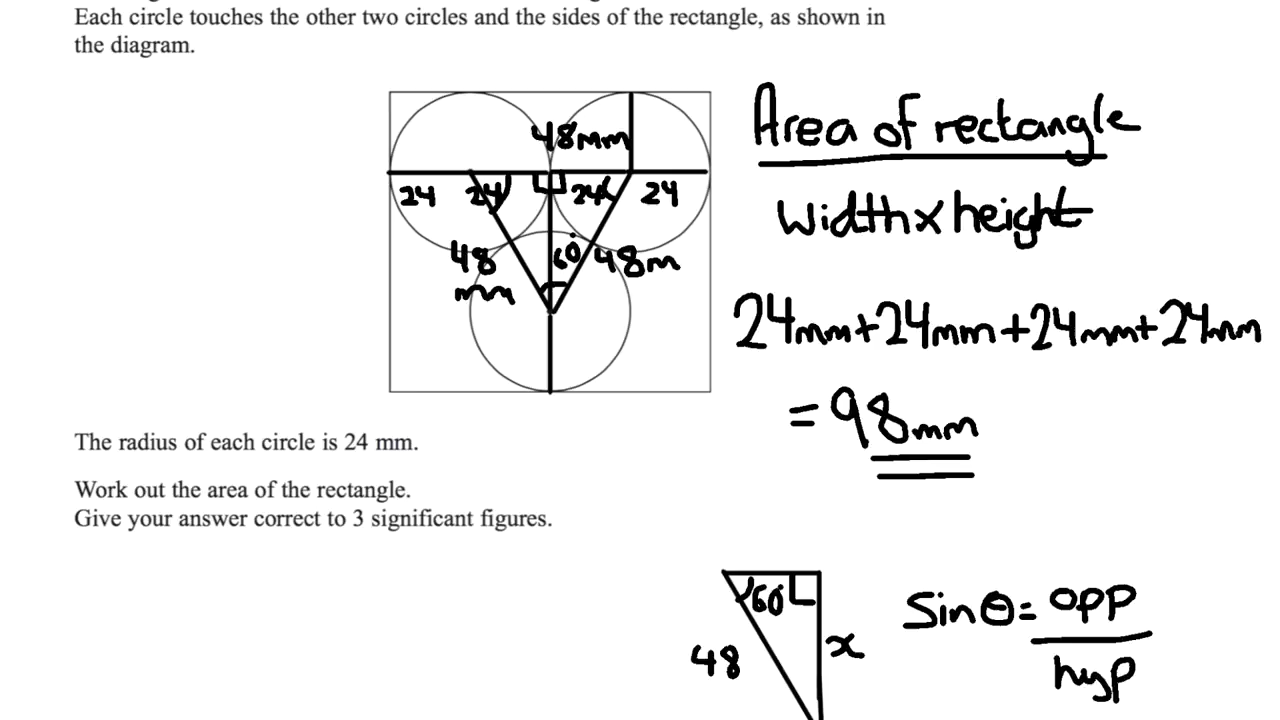 Each circle touches the other two circles and the sides of the rectangle, as shown in
the diagram.
48mm
24 24 24 24
48 mm
60°
48m
Area of rectangle
Width x height
24mm+24mm+24mm+24mm
=98mm
The radius of each circle is 24 mm.
Work out the area of the rectangle.
Give your answer correct to 3 significant figures.
60°
48
x
Sinθ= opp
hyp